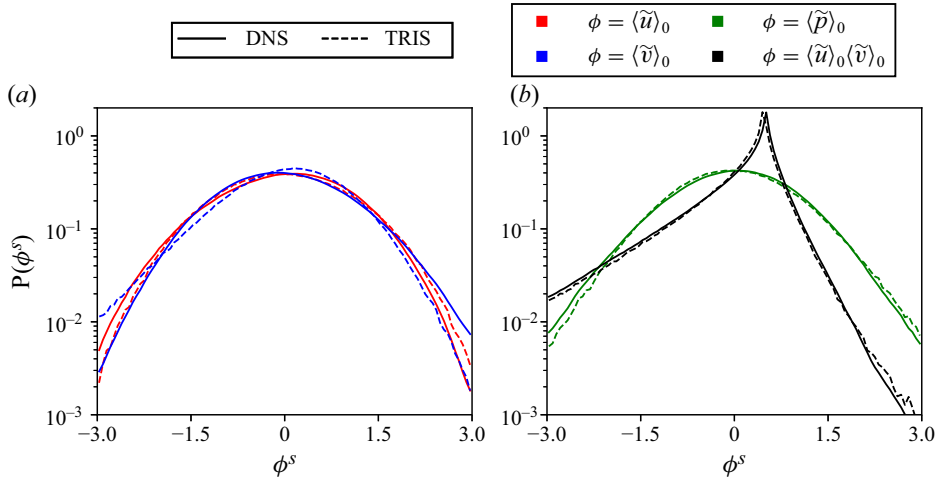 DNS TRIS
ϕ = ⟨ũ⟩₀ ϕ = ⟨p̃⟩₀
ϕ = ⟨ṽ⟩₀ ϕ = ⟨ũ⟩₀⟨ṽ⟩₀
(a) (b)
10⁰ 10⁰
10⁻¹ 10⁻¹
P(ϕˢ)
10⁻² 10⁻²
10⁻³ 10⁻³
−3.0 −1.5 0 1.5 3.0 −3.0 −1.5 0 1.5 3.0
ϕˢ ϕˢ